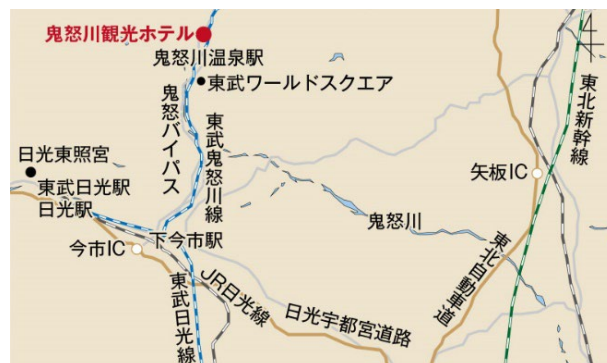 鬼怒川観光ホテル
鬼怒川温泉駅
東武ワールドスクエア
鬼怒バイパス
東武鬼怒川線
東北新幹線
日光東照宮
矢板IC
東武日光駅
日光駅
鬼怒川
今市IC
下今市駅
東北自動車道
東武日光線
JR日光線
日光宇都宮道路